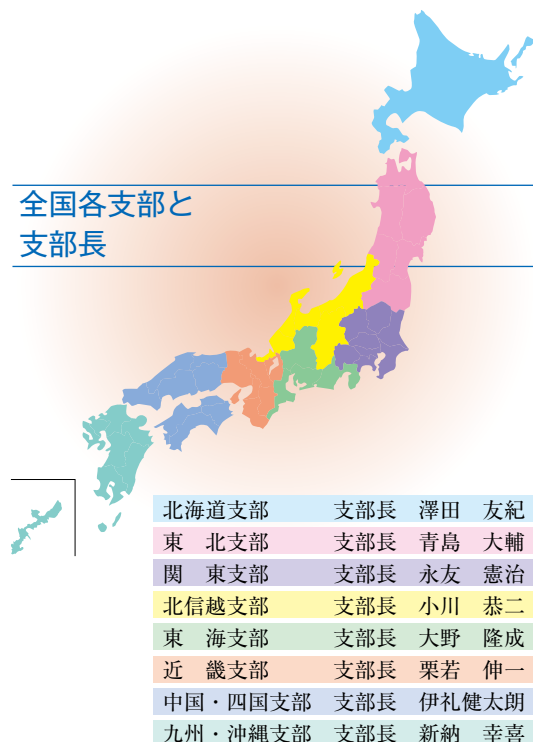 全国各支部と
支部長
北海道支部 支部長 澤田 友紀
東 北支部 支部長 青島 大輔
関 東支部 支部長 永友 憲治
北信越支部 支部長 小川 恭二
東 海支部 支部長 大野 隆成
近 畿支部 支部長 栗若 伸一
中国・四国支部 支部長 伊礼健太朗
九州・沖縄支部 支部長 新納 幸喜